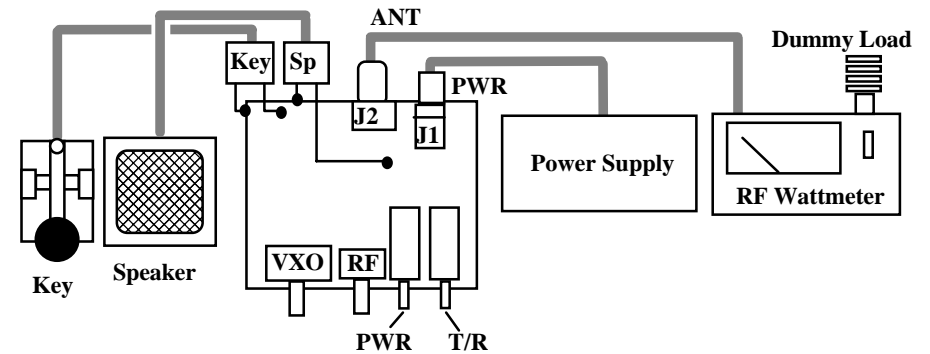 ANT
Dummy Load
Key
Sp
PWR
J2
J1
Power Supply
RF Wattmeter
VXO
RF
Speaker
Key
PWR
T/R